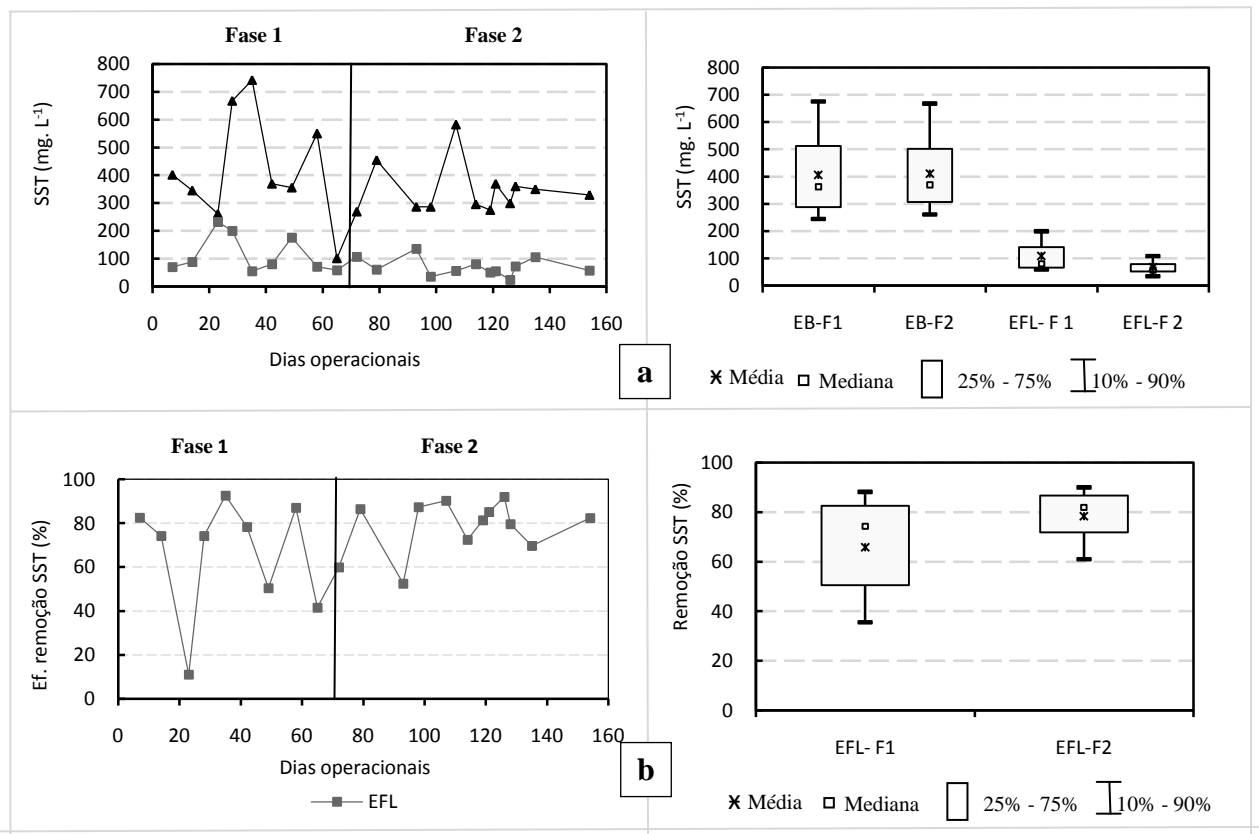 Fase 1
Fase 2
SST (mg. L-1)
800
700
600
500
400
300
200
100
0
0 20 40 60 80 100 120 140 160
Dias operacionais
SST (mg. L-1)
800
700
600
500
400
300
200
100
0
EB-F1 EB-F2 EFL- F 1 EFL-F 2
Média Mediana 25% - 75% 10% - 90%
a
Fase 1
Fase 2
Ef. remoção SST (%)
100
80
60
40
20
0
0 20 40 60 80 100 120 140 160
Dias operacionais
EFL
Remoção SST (%)
100
80
60
40
20
0
EFL- F1 EFL-F2
Média Mediana 25% - 75% 10% - 90%
b